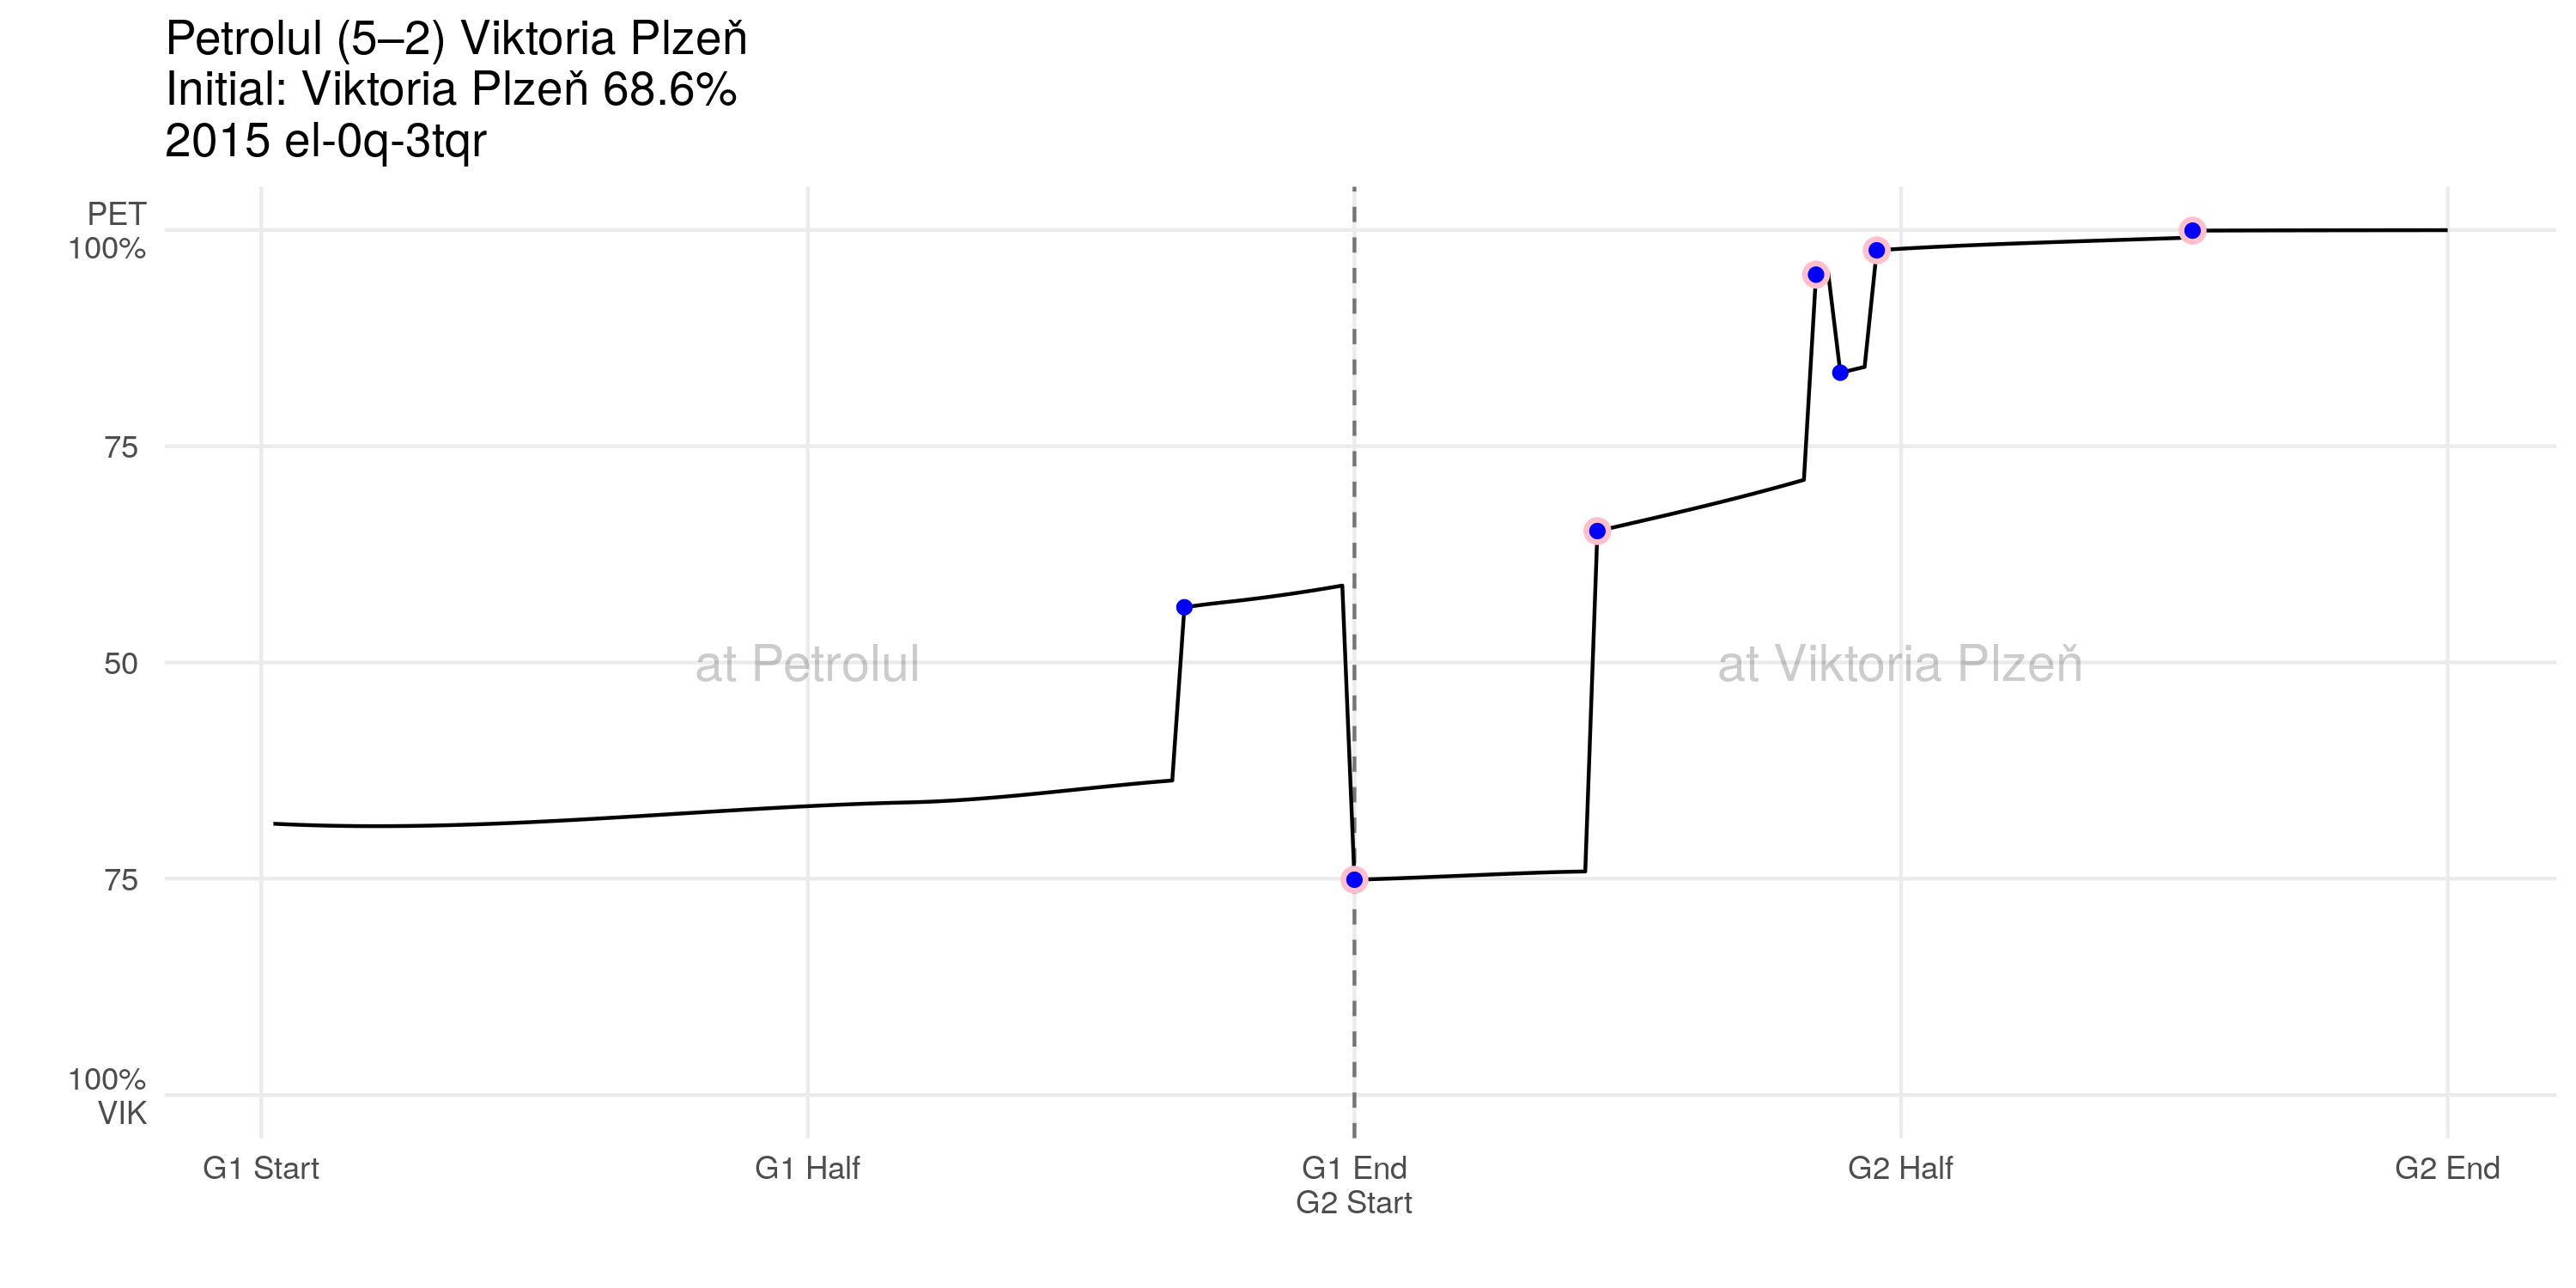 Petrolul (5–2) Viktoria Plzeň
Initial: Viktoria Plzeň 68.6%
2015 el-0q-3tqr
PET
100%
75
50
75
100%
VIK
at Petrolul
at Viktoria Plzeň
G1 Start
G1 Half
G1 End
G2 Start
G2 Half
G2 End